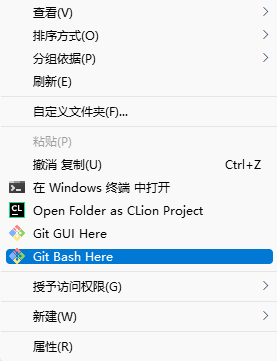 查看(V)
排序方式(O)
分组依据(P)
刷新(E)
自定义文件夹(F)...
粘贴(P)
撤消 复制(U) Ctrl+Z
在 Windows 终端 中打开
CL Open Folder as CLion Project
Git GUI Here
Git Bash Here
授予访问权限(G)
新建(W)
属性(R)